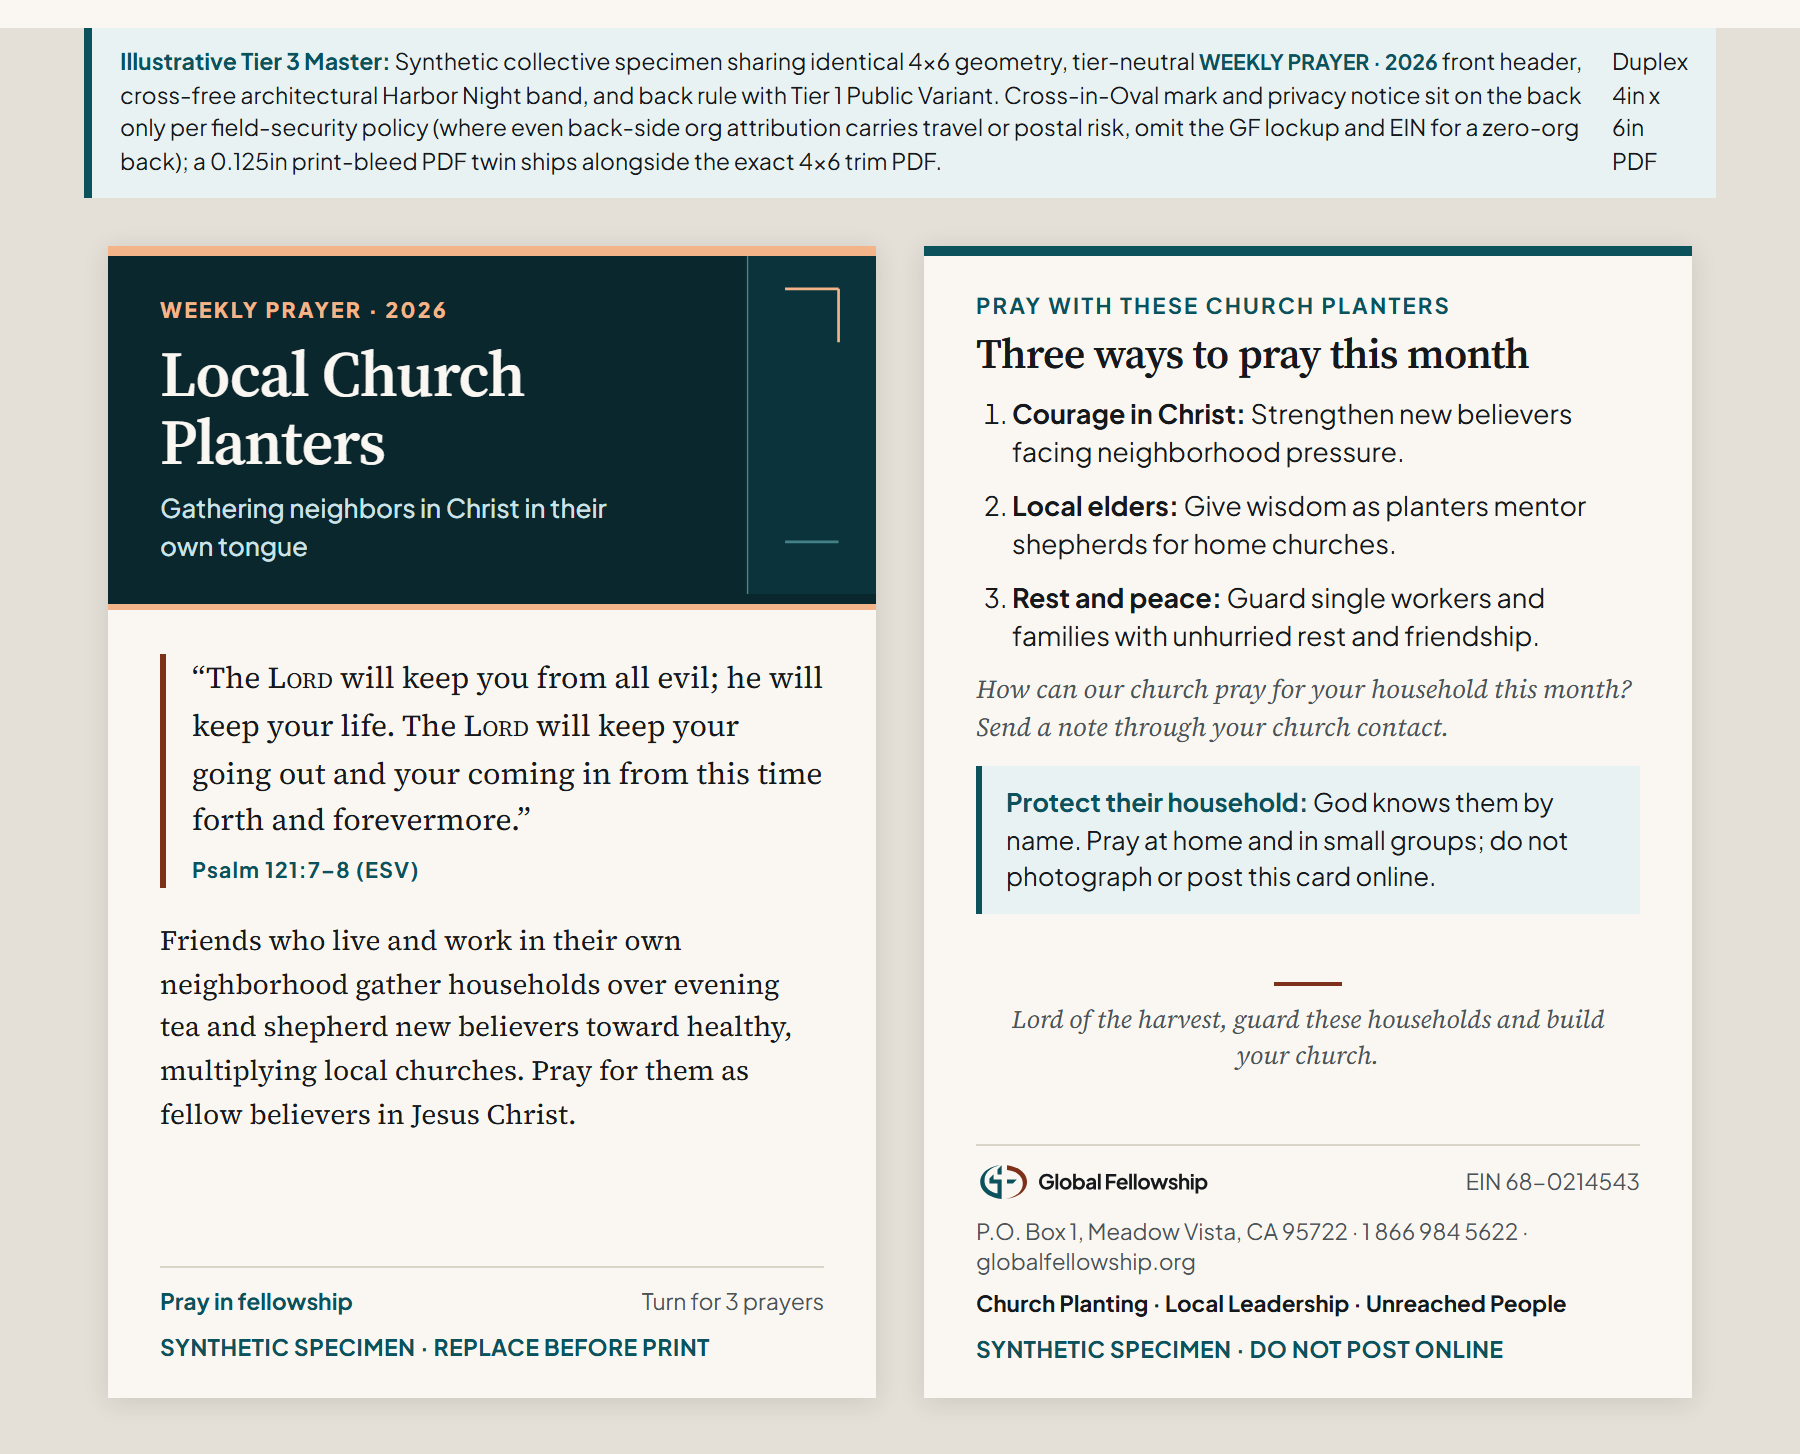 Illustrative Tier 3 Master: Synthetic collective specimen sharing identical 4×6 geometry, tier-neutral WEEKLY PRAYER · 2026 front header,
cross-free architectural Harbor Night band, and back rule with Tier 1 Public Variant. Cross-in-Oval mark and privacy notice sit on the back
only per field-security policy (where even back-side org attribution carries travel or postal risk, omit the GF lockup and EIN for a zero-org
back); a 0.125in print-bleed PDF twin ships alongside the exact 4×6 trim PDF.
Duplex
4in x
6in
PDF
WEEKLY PRAYER · 2026
Local Church
Planters
Gathering neighbors in Christ in their
own tongue
“The LORD will keep you from all evil; he will
keep your life. The LORD will keep your
going out and your coming in from this time
forth and forevermore.”
Psalm 121:7–8 (ESV)
Friends who live and work in their own
neighborhood gather households over evening
tea and shepherd new believers toward healthy,
multiplying local churches. Pray for them as
fellow believers in Jesus Christ.
Pray in fellowship
Turn for 3 prayers
SYNTHETIC SPECIMEN · REPLACE BEFORE PRINT
PRAY WITH THESE CHURCH PLANTERS
Three ways to pray this month
1. Courage in Christ: Strengthen new believers
facing neighborhood pressure.
2. Local elders: Give wisdom as planters mentor
shepherds for home churches.
3. Rest and peace: Guard single workers and
families with unhurried rest and friendship.
How can our church pray for your household this month?
Send a note through your church contact.
Protect their household: God knows them by
name. Pray at home and in small groups; do not
photograph or post this card online.
Lord of the harvest, guard these households and build
your church.
Global Fellowship
EIN 68-0214543
P.O. Box 1, Meadow Vista, CA 95722 · 1 866 984 5622 ·
globalfellowship.org
Church Planting · Local Leadership · Unreached People
SYNTHETIC SPECIMEN · DO NOT POST ONLINE